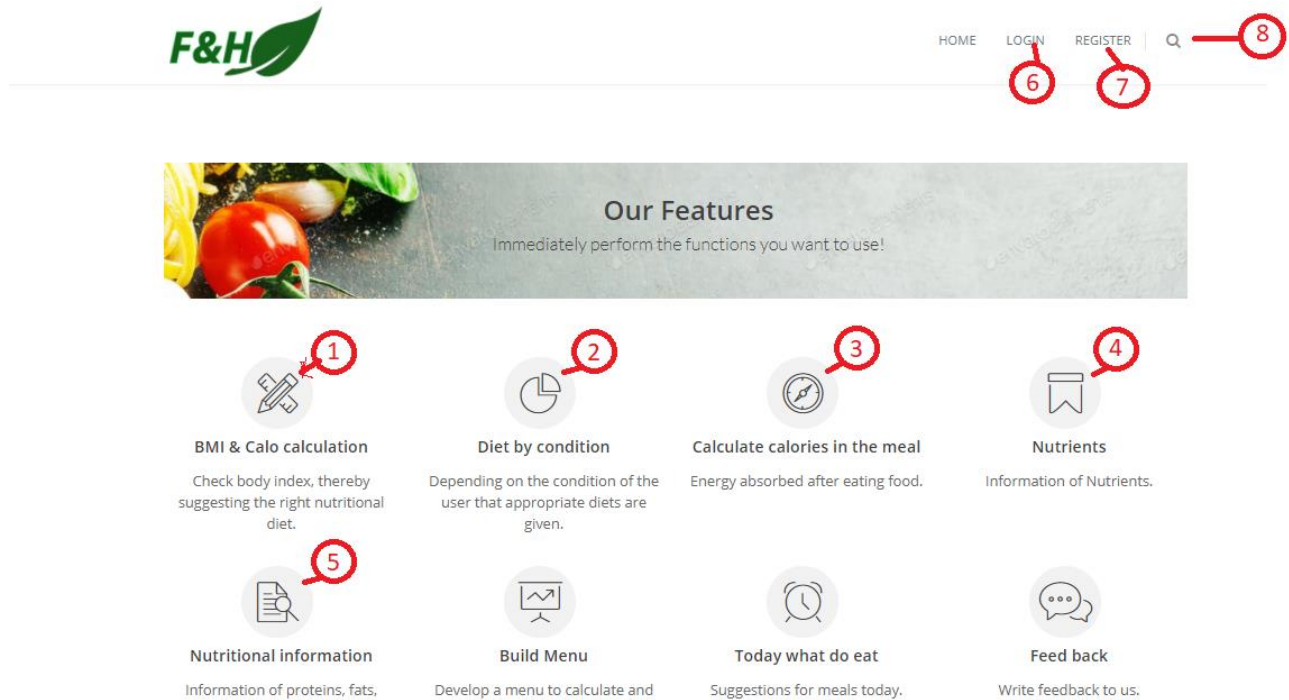 F&H
HOME LOGIN REGISTER
8
6
7
Our Features
Immediately perform the functions you want to use!
1
2
3
4
BMI & Calo calculation
Diet by condition
Calculate calories in the meal
Nutrients
Check body index, thereby
suggesting the right nutritional
diet.
Depending on the condition of the
user that appropriate diets are
given.
Energy absorbed after eating food.
Information of Nutrients.
5
Nutritional information
Build Menu
Today what do eat
Feed back
Information of proteins, fats,
Develop a menu to calculate and
Suggestions for meals today.
Write feedback to us.